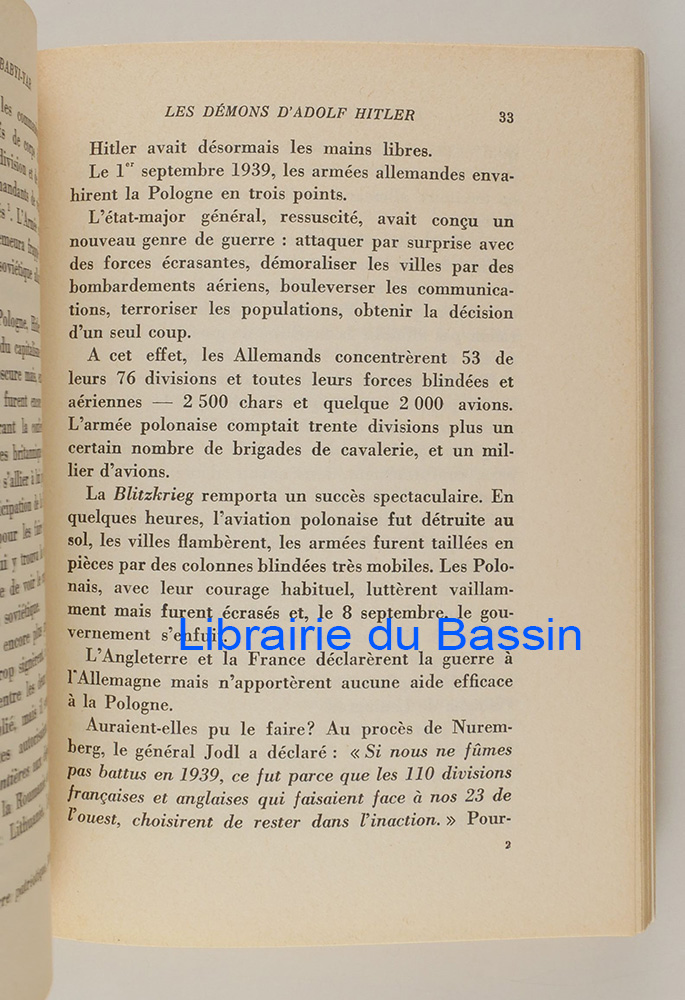 BABYI-YAR
LES DÉMONS D'ADOLF HITLER 33
Hitler avait désormais les mains libres.
Le 1er septembre 1939, les armées allemandes enva-
hirent la Pologne en trois points.
L'état-major général, ressuscité, avait conçu un
nouveau genre de guerre : attaquer par surprise avec
des forces écrasantes, démoraliser les villes par des
bombardements aériens, bouleverser les communica-
tions, terroriser les populations, obtenir la décision
d'un seul coup.
A cet effet, les Allemands concentrèrent 53 de
leurs 76 divisions et toutes leurs forces blindées et
aériennes — 2 500 chars et quelque 2 000 avions.
L'armée polonaise comptait trente divisions plus un
certain nombre de brigades de cavalerie, et un mil-
lier d'avions.
La Blitzkrieg remporta un succès spectaculaire. En
quelques heures, l'aviation polonaise fut détruite au
sol, les villes flambèrent, les armées furent taillées en
pièces par des colonnes blindées très mobiles. Les Polo-
nais, avec leur courage habituel, luttèrent vaillam-
ment mais furent écrasés et, le 8 septembre, le gou-
vernement s'enfuit.
Librairie du Bassin
L'Angleterre et la France déclarèrent la guerre à
l'Allemagne mais n'apportèrent aucune aide efficace
à la Pologne.
Auraient-elles pu le faire? Au procès de Nurem-
berg, le général Jodl a déclaré : « Si nous ne fûmes
pas battus en 1939, ce fut parce que les 110 divisions
françaises et anglaises qui faisaient face à nos 23 de
l'ouest, choisirent de rester dans l'inaction. » Pour-
2